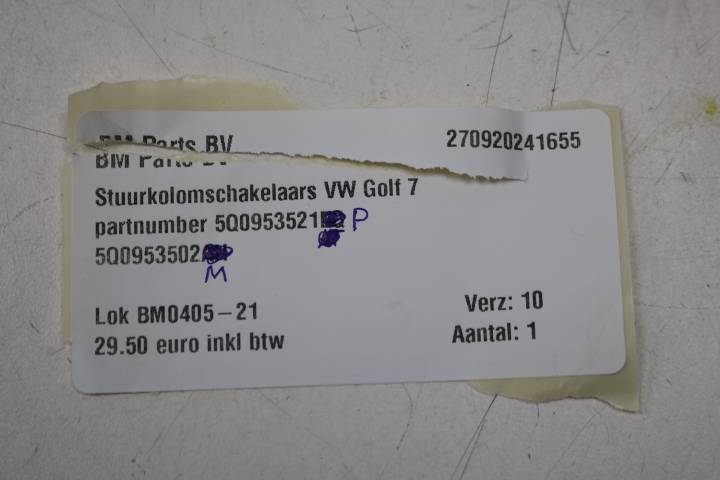 BM Parts BV 270920241655
Stuurkolomschakelaars VW Golf 7
partnumber 5Q0953521 P
5Q0953502
M
Lok BM0405-21 Verz: 10
29.50 euro inkl btw Aantal: 1